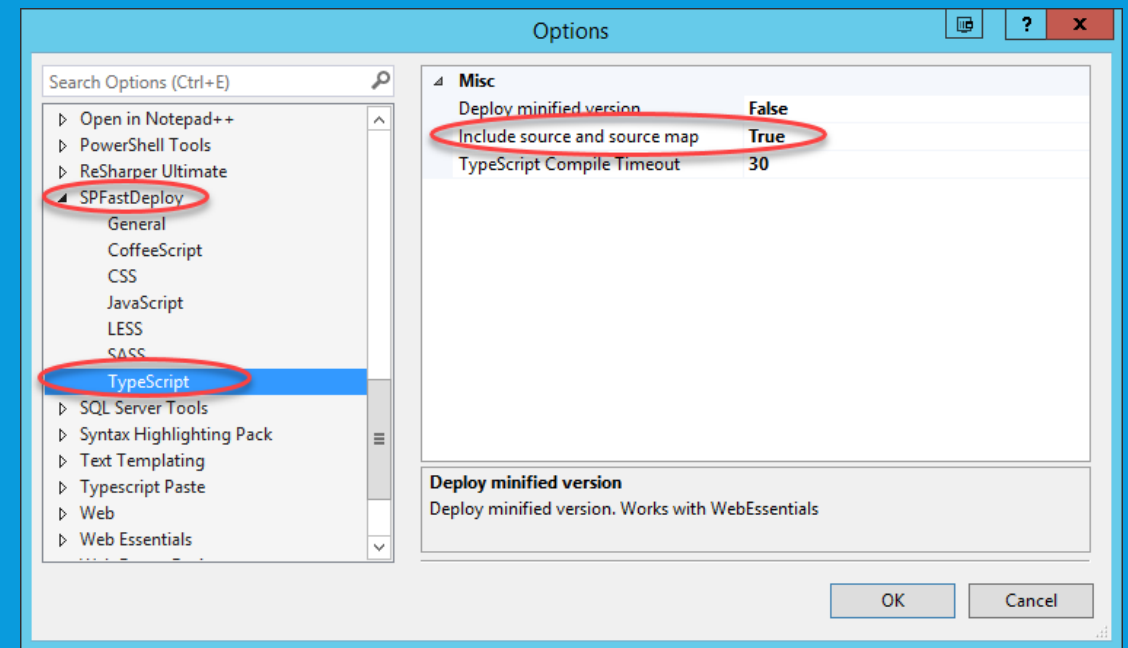 Options
?
x
Search Options (Ctrl+E)
Open in Notepad++
PowerShell Tools
ReSharper Ultimate
SPFastDeploy
General
CoffeeScript
CSS
JavaScript
LESS
SASS
TypeScript
SQL Server Tools
Syntax Highlighting Pack
Text Templating
Typescript Paste
Web
Web Essentials
Misc
Deploy minified version False
Include source and source map True
TypeScript Compile Timeout 30
Deploy minified version
Deploy minified version. Works with WebEssentials
OK
Cancel